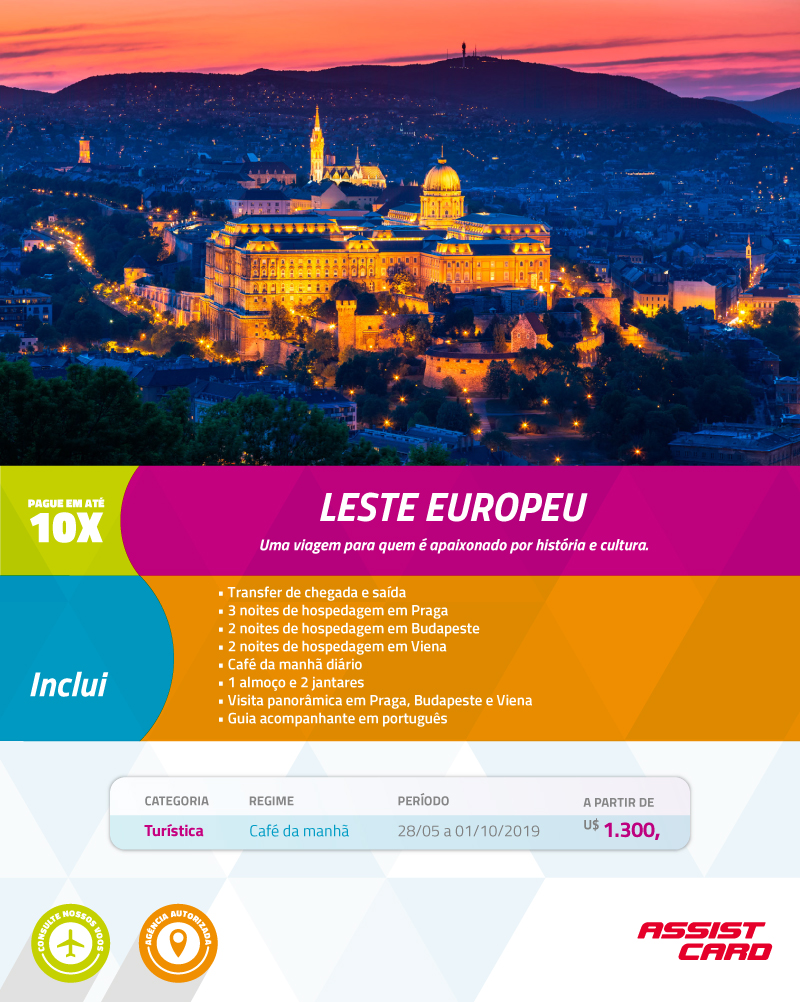 PAGUE EM ATÉ
10X
LESTE EUROPEU
Uma viagem para quem é apaixonado por história e cultura.
Inclui
• Transfer de chegada e saída
• 3 noites de hospedagem em Praga
• 2 noites de hospedagem em Budapeste
• 2 noites de hospedagem em Viena
• Café da manhã diário
• 1 almoço e 2 jantares
• Visita panorâmica em Praga, Budapeste e Viena
• Guia acompanhante em português
CATEGORIA REGIME PERÍODO A PARTIR DE
Turística Café da manhã 28/05 a 01/10/2019 U$ 1.300,
CONSULTE NOSSOS VOOS
AGÊNCIA AUTORIZADA
ASSIST
CARD